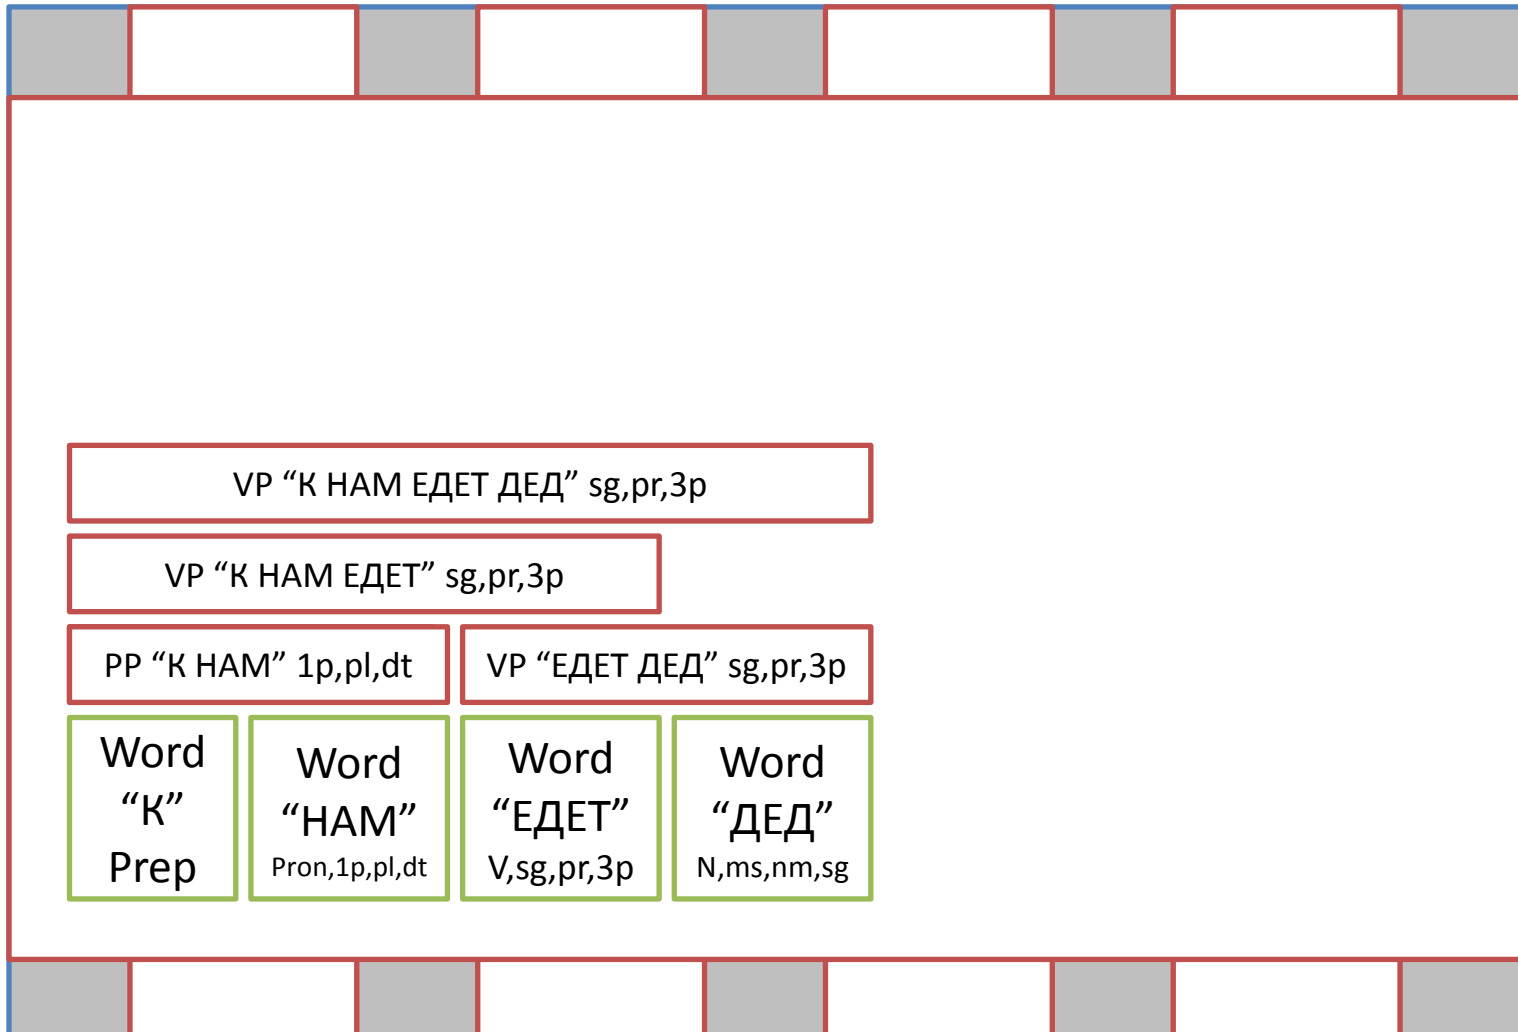 VP “К НАМ ЕДЕТ ДЕД” sg,pr,3p
VP “К НАМ ЕДЕТ” sg,pr,3p
PP “К НАМ” 1p,pl,dt
VP “ЕДЕТ ДЕД” sg,pr,3p
Word
“К”
Prep
Word
“НАМ”
Pron,1p,pl,dt
Word
“ЕДЕТ”
V,sg,pr,3p
Word
“ДЕД”
N,ms,nm,sg